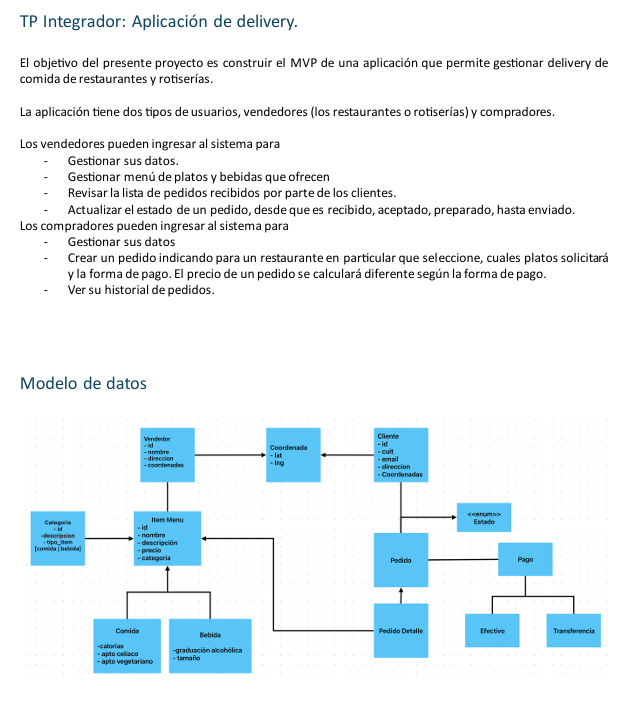 TP Integrador: Aplicación de delivery.
El objetivo del presente proyecto es construir el MVP de una aplicación que permite gestionar delivery de
comida de restaurantes y rotiserías.
La aplicación tiene dos tipos de usuarios, vendedores (los restaurantes o rotiserías) y compradores.
Los vendedores pueden ingresar al sistema para
- Gestionar sus datos.
- Gestionar menú de platos y bebidas que ofrecen
- Revisar la lista de pedidos recibidos por parte de los clientes.
- Actualizar el estado de un pedido, desde que es recibido, aceptado, preparado, hasta enviado.
Los compradores pueden ingresar al sistema para
- Gestionar sus datos
- Crear un pedido indicando para un restaurante en particular que seleccione, cuales platos solicitará
y la forma de pago. El precio de un pedido se calculará diferente según la forma de pago.
- Ver su historial de pedidos.
Modelo de datos
Vendedor
- id
- nombre
- direccion
- coordenadas
Coordenada
- lat
- lng
Cliente
- id
- cuit
- email
- direccion
- Coordenadas
Categoria
- id
-descripcion
- tipo_item
[comida | bebida]
Item Menu
- id
- nombre
- descripción
- precio
- categoria
<<enum>>
Estado
Pedido
Pago
Comida
-calorias
- apto celiaco
- apto vegetariano
Bebida
-graduación alcohólica
- tamaño
Pedido Detalle
Efectivo
Transferencia